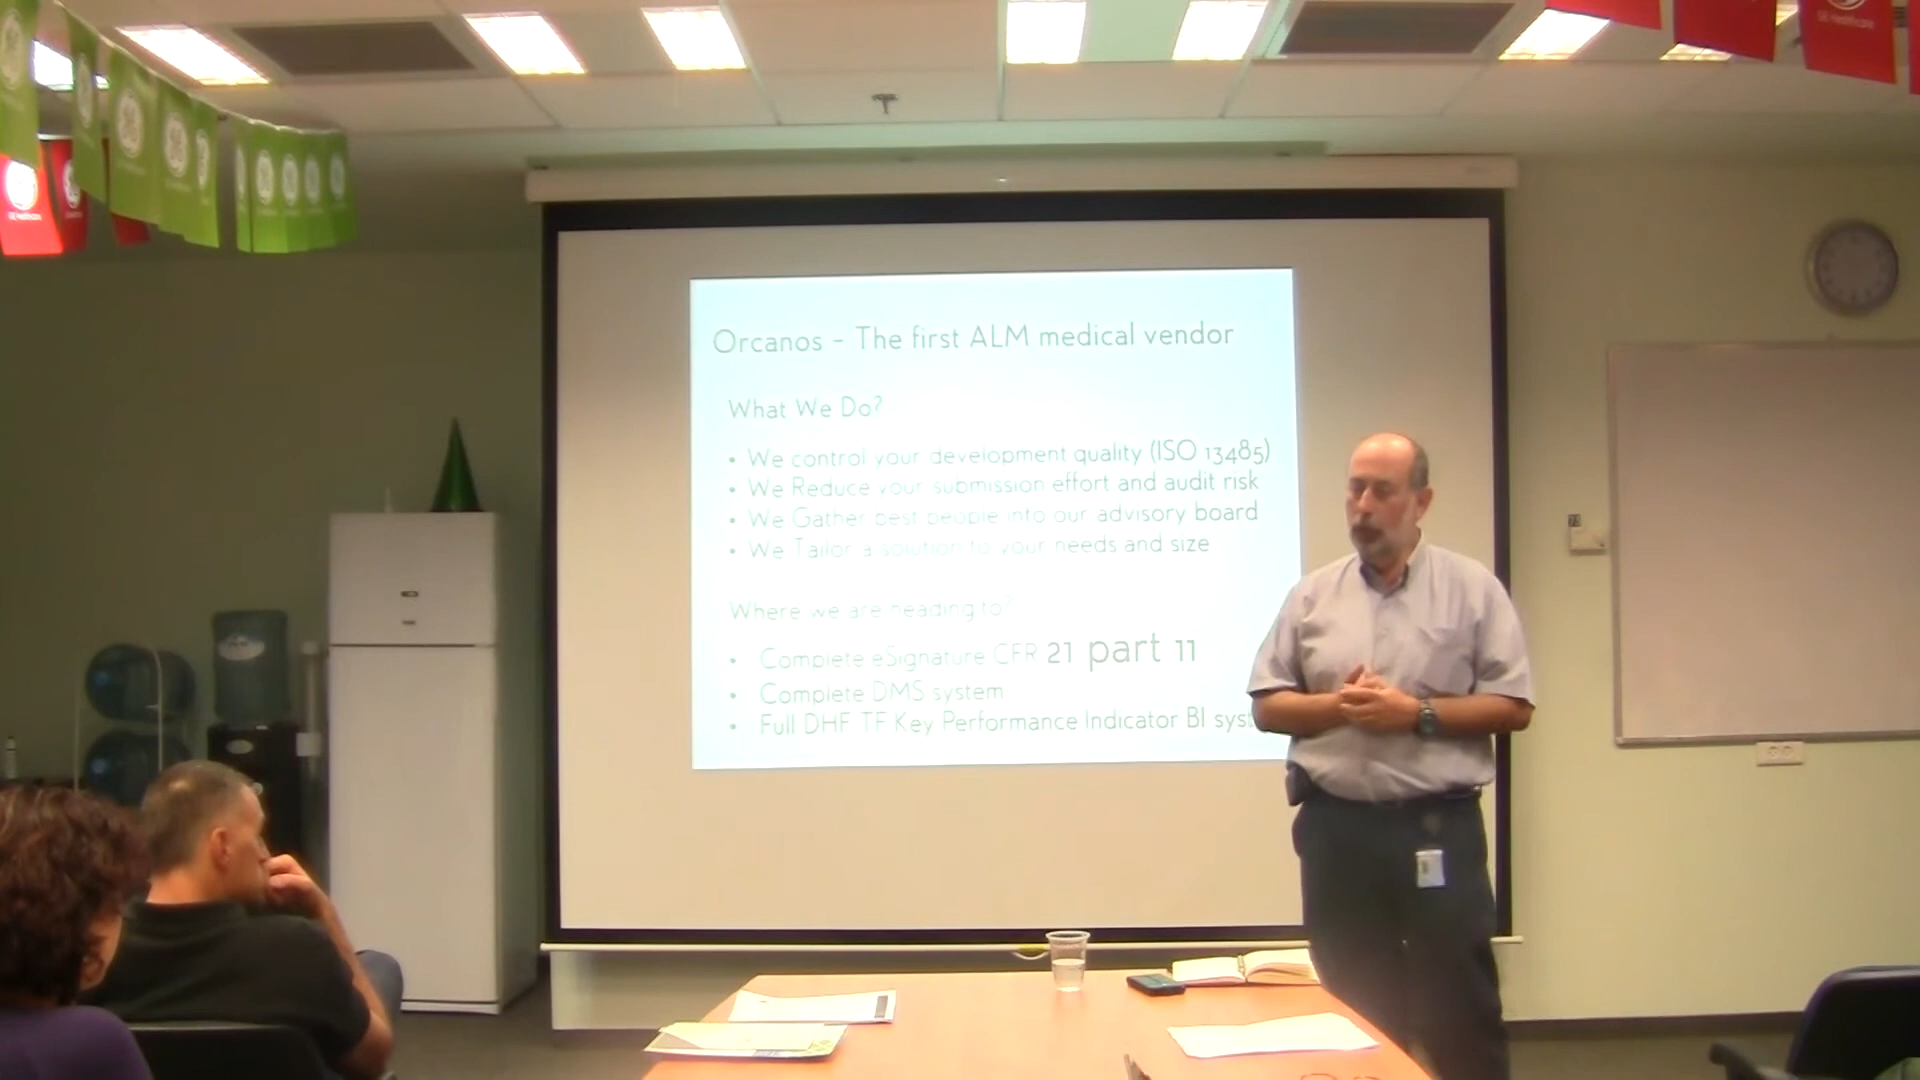 GE Healthcare
Orcanos - The first ALM medical vendor
What We Do?
• We control your development quality (ISO 13485)
• We Reduce your submission effort and audit risk
• We Gather best people into our advisory board
• We Tailor a solution to your needs and size
Where we are heading to?
• Complete eSignature CFR 21 part 11
• Complete DMS system
• Full DHF TF Key Performance Indicator BI syst